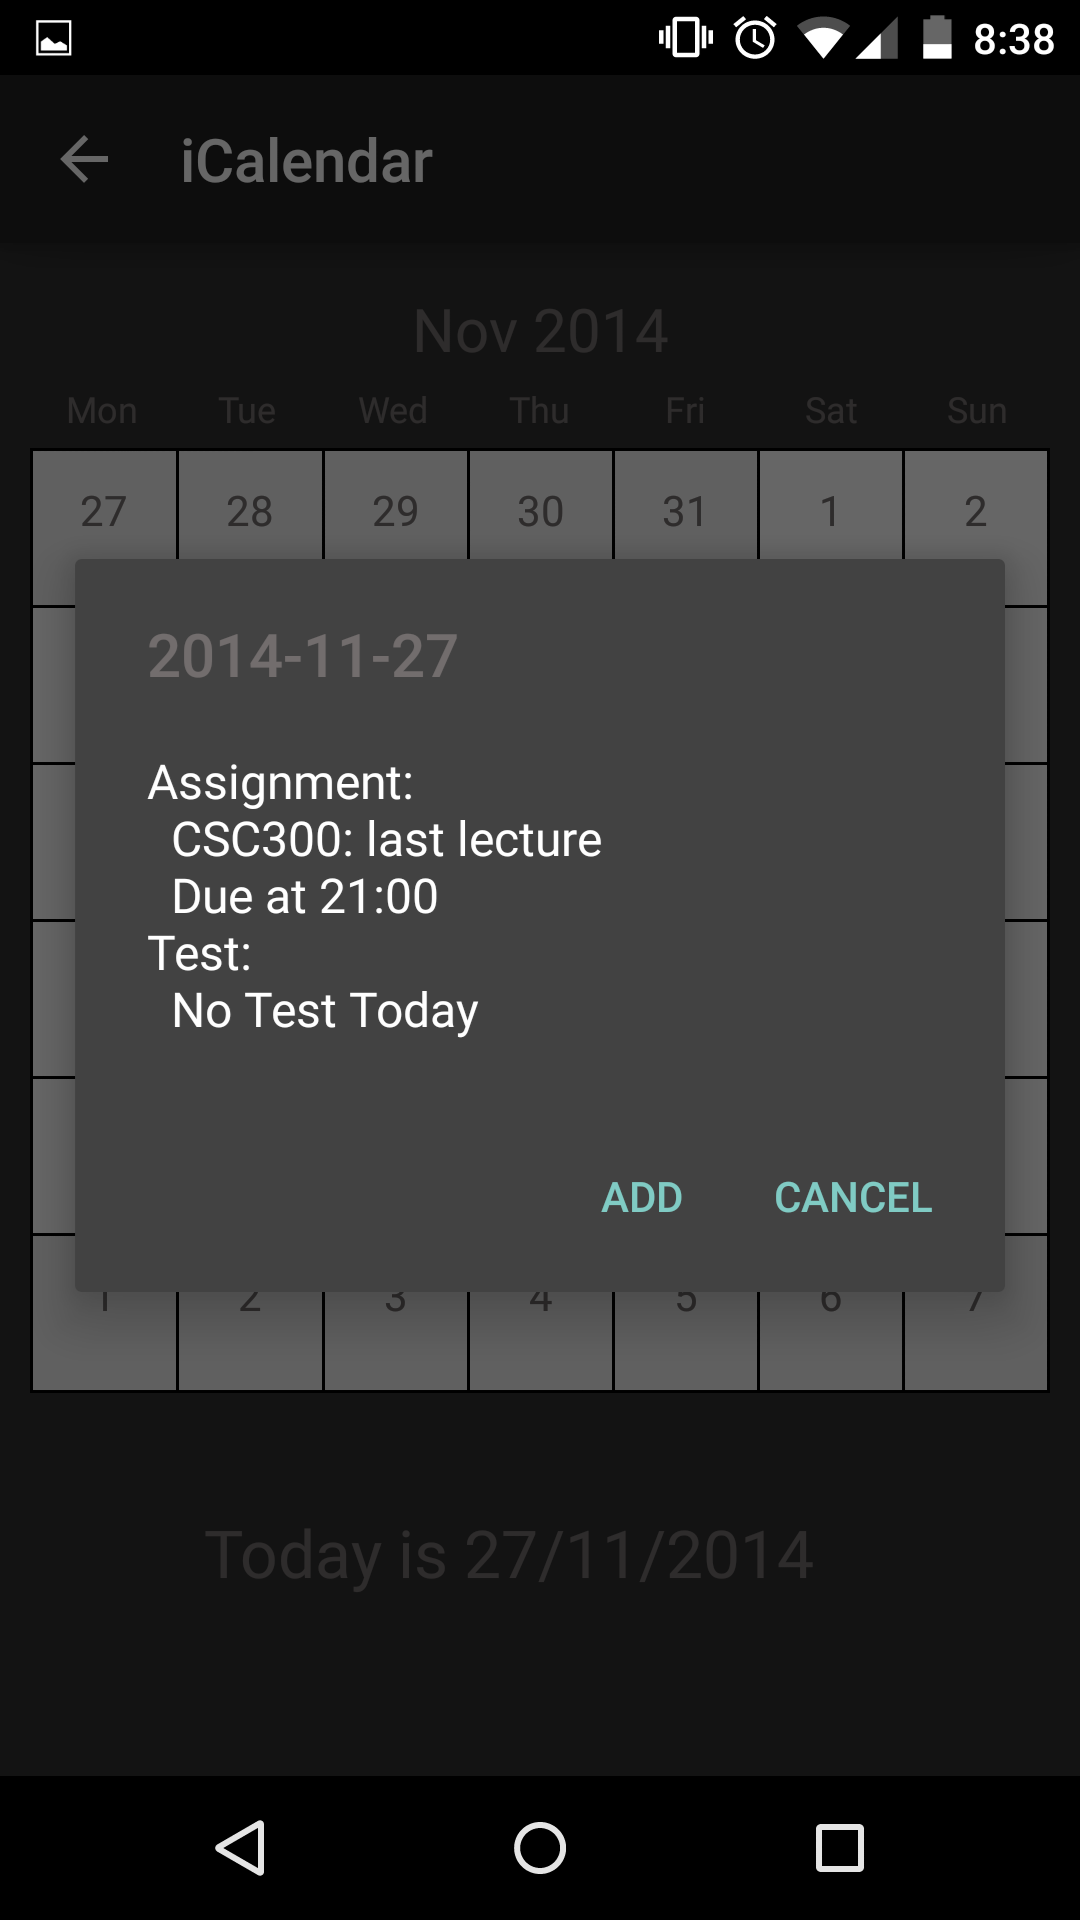 8:38
iCalendar
Nov 2014
Mon Tue Wed Thu Fri Sat Sun
27 28 29 30 31 1 2
2014-11-27
Assignment:
CSC300: last lecture
Due at 21:00
Test:
No Test Today
ADD CANCEL
1 2 3 4 5 6 7
Today is 27/11/2014